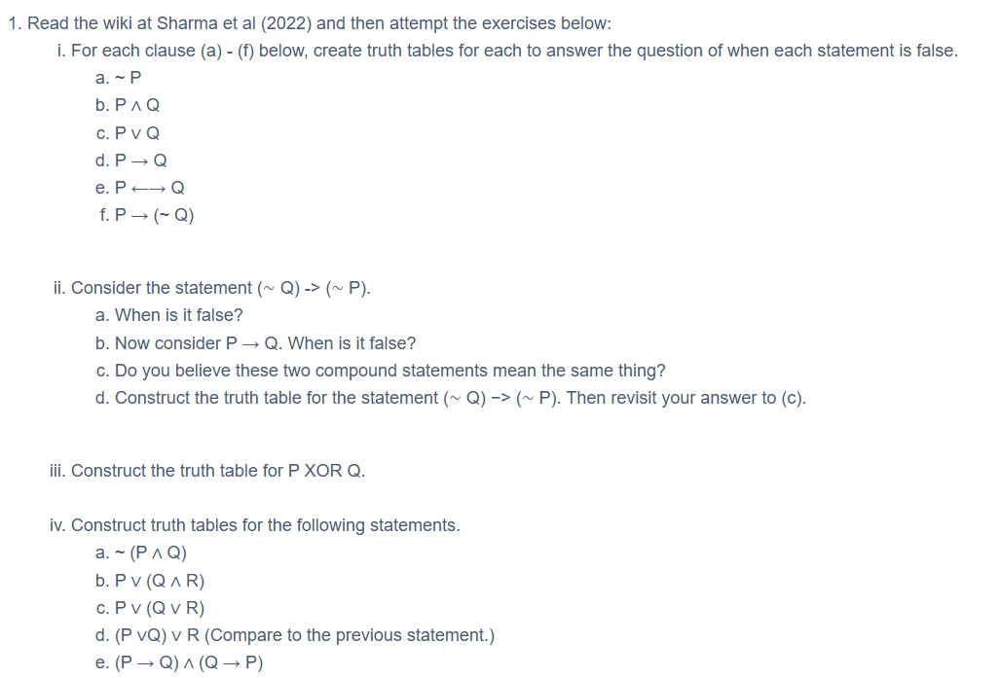 1. Read the wiki at Sharma et al (2022) and then attempt the exercises below:
i. For each clause (a) - (f) below, create truth tables for each to answer the question of when each statement is false.
a. ~ P
b. P ∧ Q
c. P ∨ Q
d. P → Q
e. P ←→ Q
f. P → (~ Q)
ii. Consider the statement (~ Q) -> (~ P).
a. When is it false?
b. Now consider P → Q. When is it false?
c. Do you believe these two compound statements mean the same thing?
d. Construct the truth table for the statement (~ Q) –> (~ P). Then revisit your answer to (c).
iii. Construct the truth table for P XOR Q.
iv. Construct truth tables for the following statements.
a. ~ (P ∧ Q)
b. P ∨ (Q ∧ R)
c. P ∨ (Q ∨ R)
d. (P ∨Q) ∨ R (Compare to the previous statement.)
e. (P → Q) ∧ (Q → P)